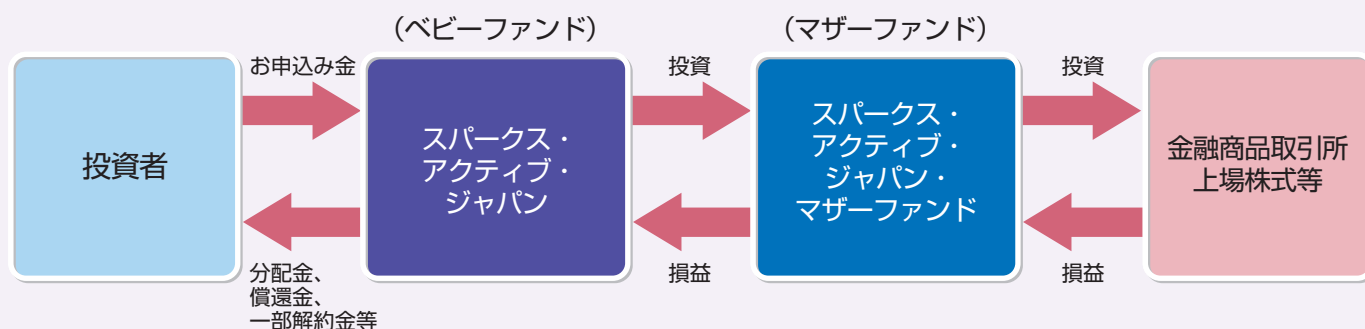 （ベビーファンド）
（マザーファンド）
投資者
お申込み金
分配金、
償還金、
一部解約金等
スパークス・
アクティブ・
ジャパン
投資
損益
スパークス・
アクティブ・
ジャパン・
マザーファンド
投資
損益
金融商品取引所
上場株式等